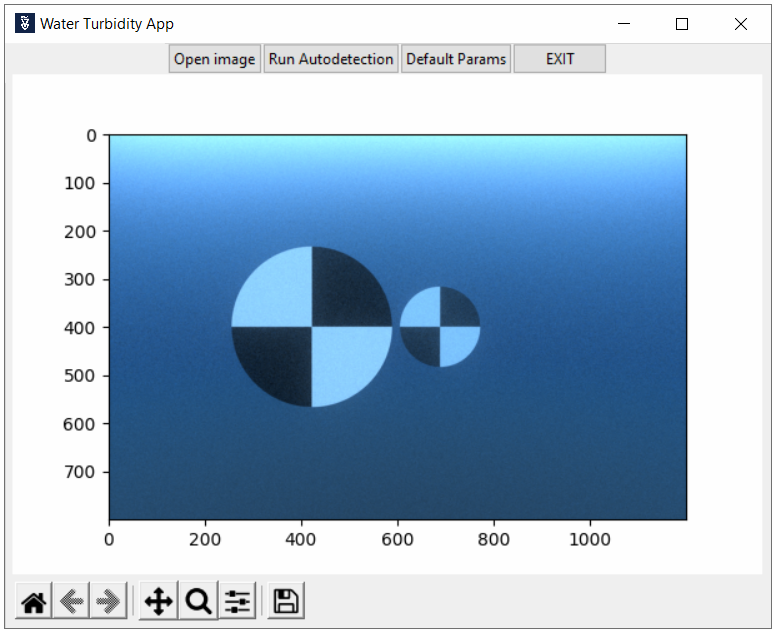 Water Turbidity App
Open image Run Autodetection Default Params EXIT
0
100
200
300
400
500
600
700
0 200 400 600 800 1000